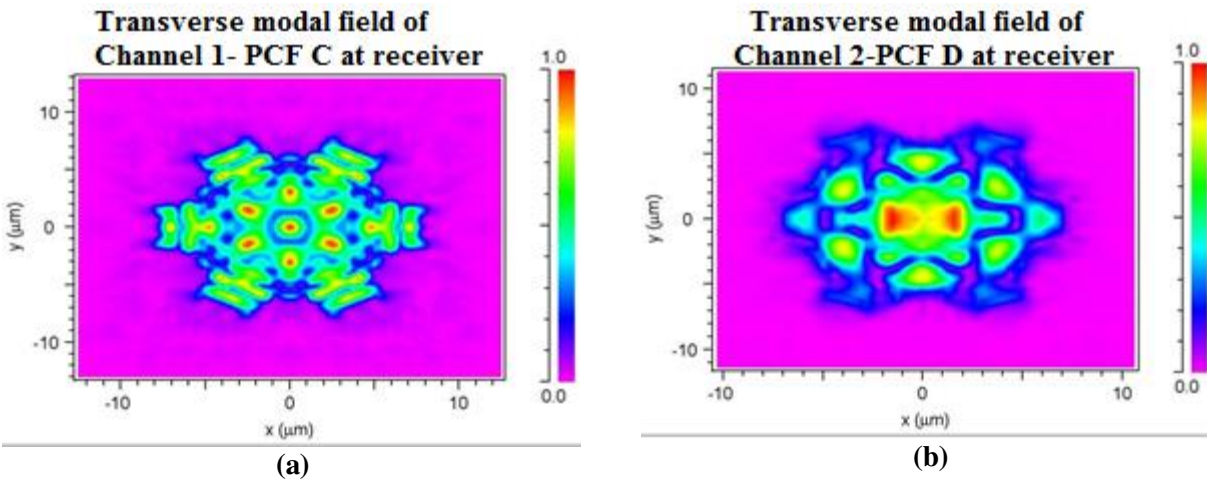 Transverse modal field of
Channel 1- PCF C at receiver
1.0
10
0
-10
y (µm)
0.0
-10
0
10
x (µm)
(a)
Transverse modal field of
Channel 2-PCF D at receiver
1.0
10
0
-10
y (µm)
0.0
-10
0
10
x (µm)
(b)